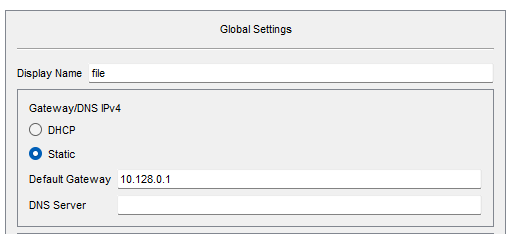 Global Settings
Display Name file
Gateway/DNS IPv4
DHCP
Static
Default Gateway 10.128.0.1
DNS Server